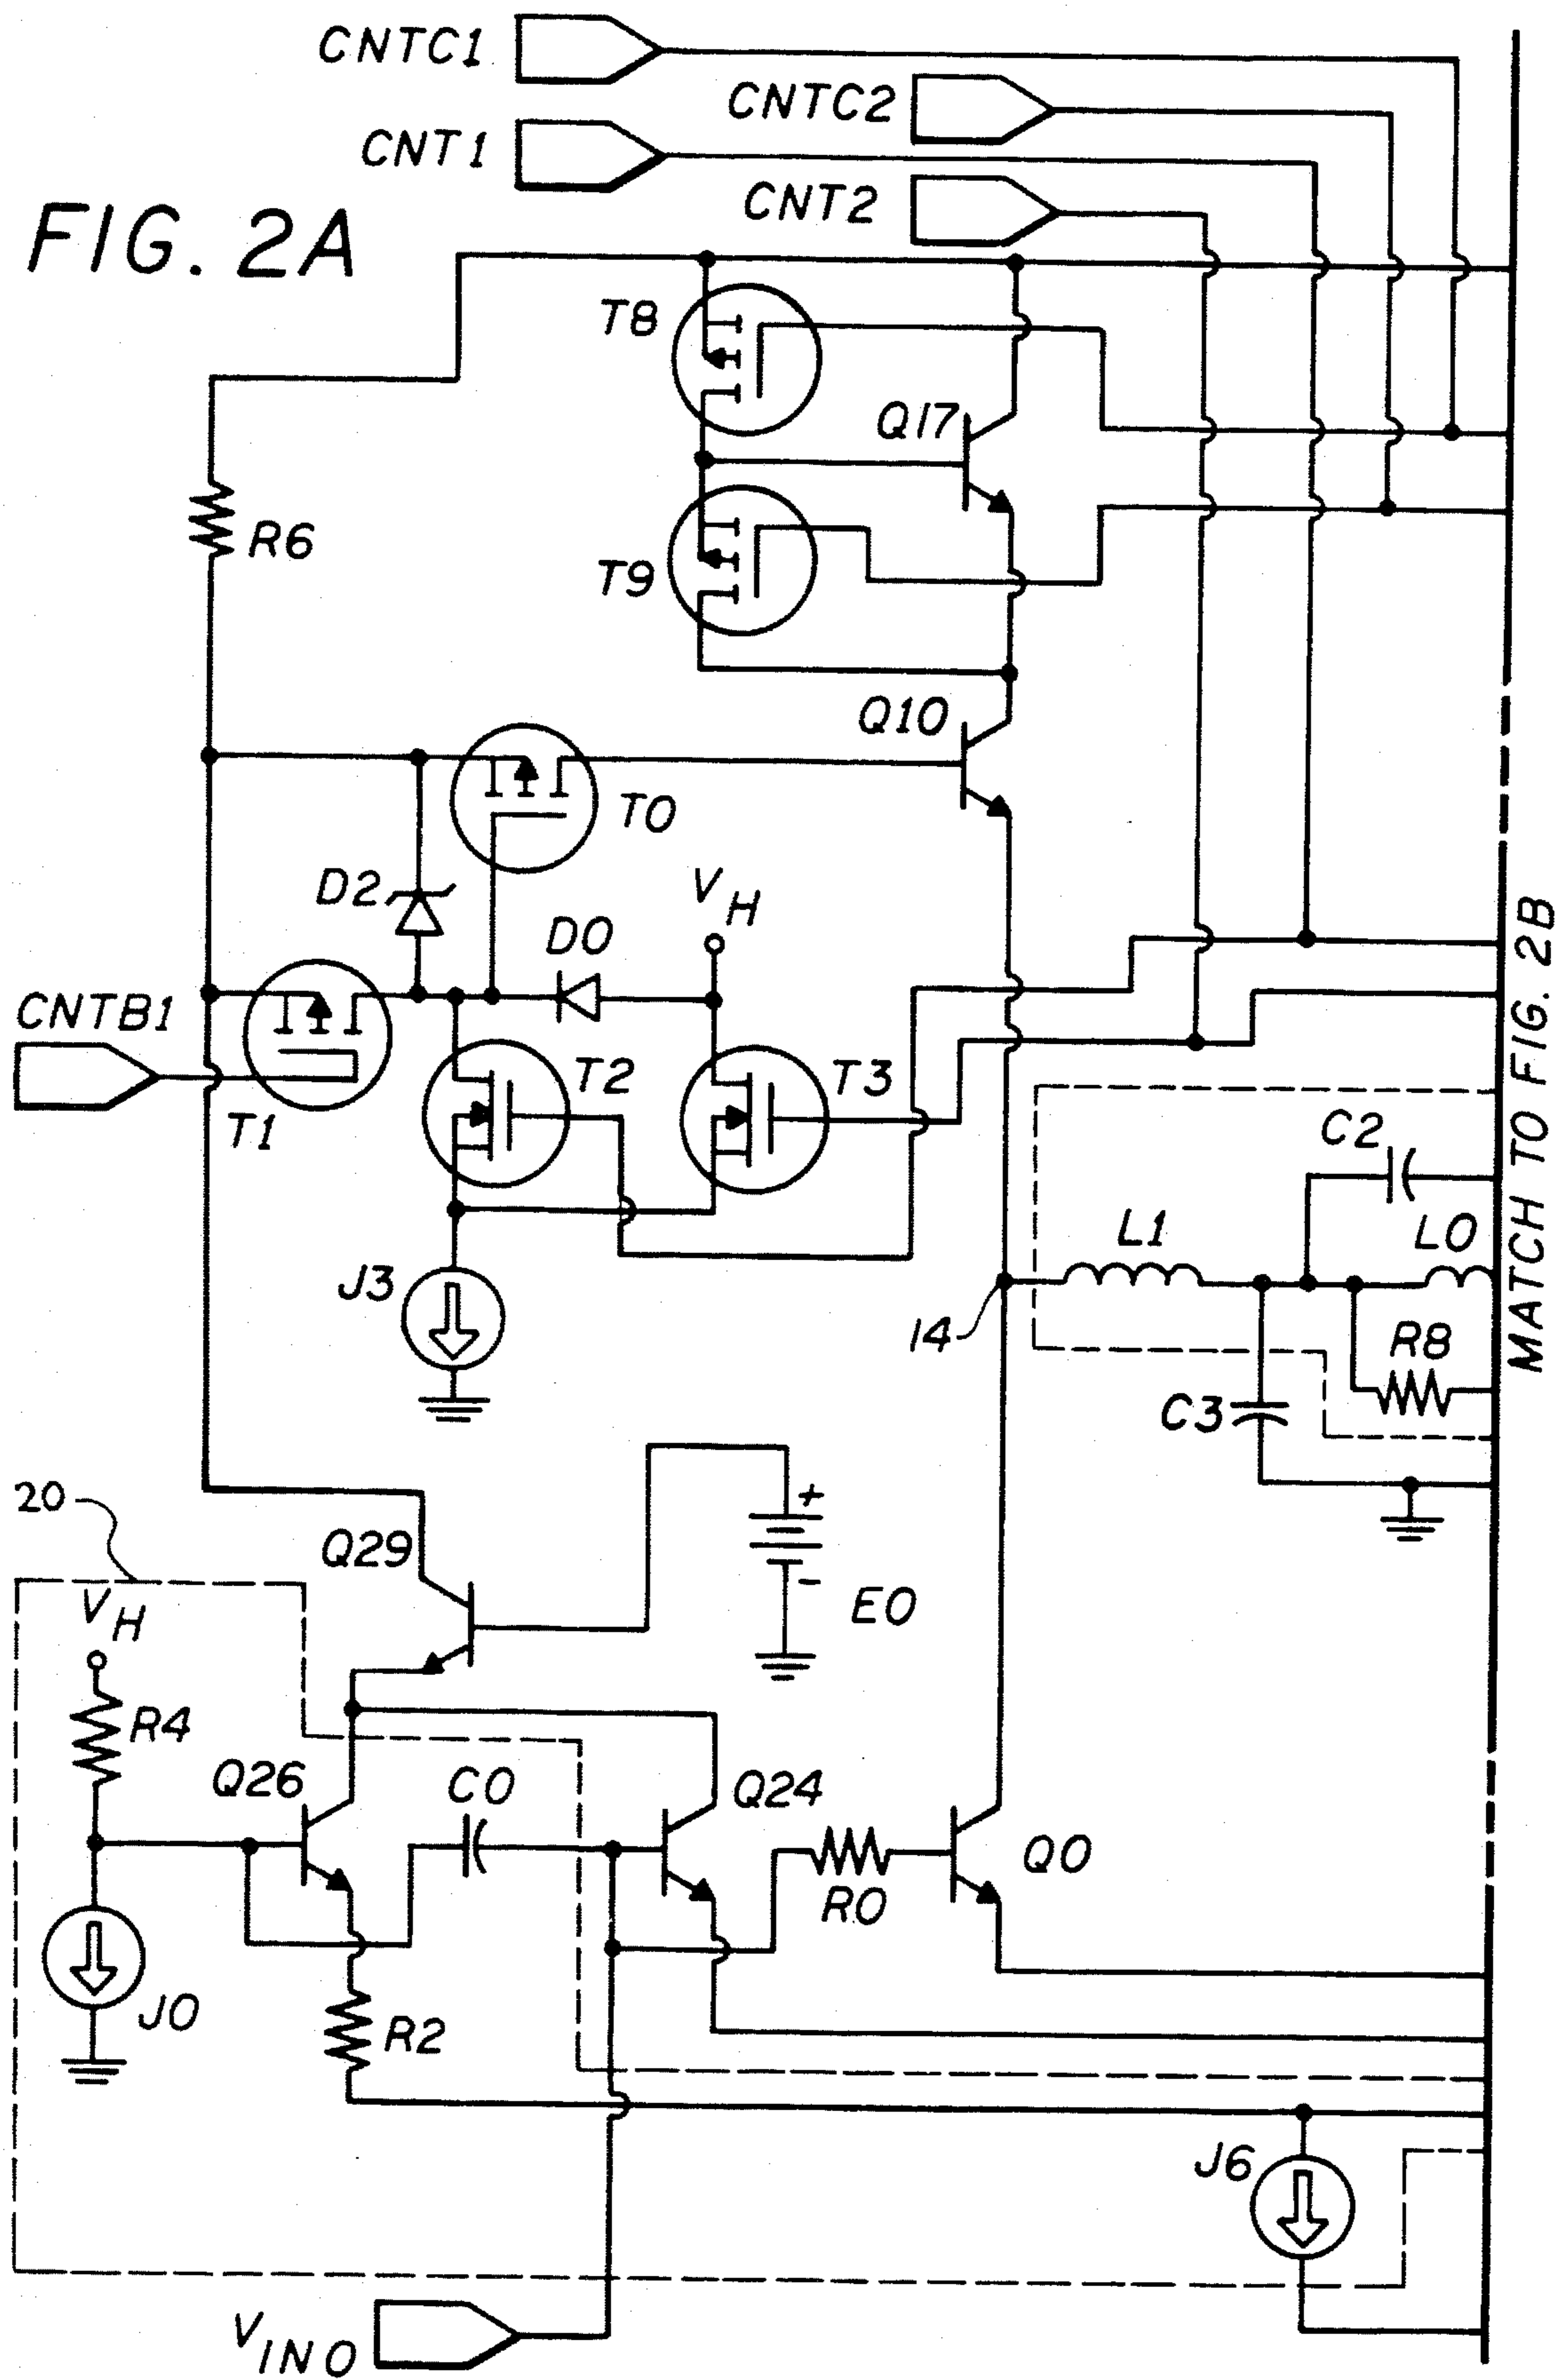 CNTC1
CNTC2
CNT1
CNT2
FIG. 2A
T8
Q17
R6
T9
Q10
T0
D2
VH
D0
CNTB1
T2
T3
T1
C2
L1
L0
J3
14
R8
C3
MATCH TO FIG. 2B
20
Q29
+
-
E0
VH
R4
Q26
C0
Q24
Q0
R0
J0
R2
J6
VIN0